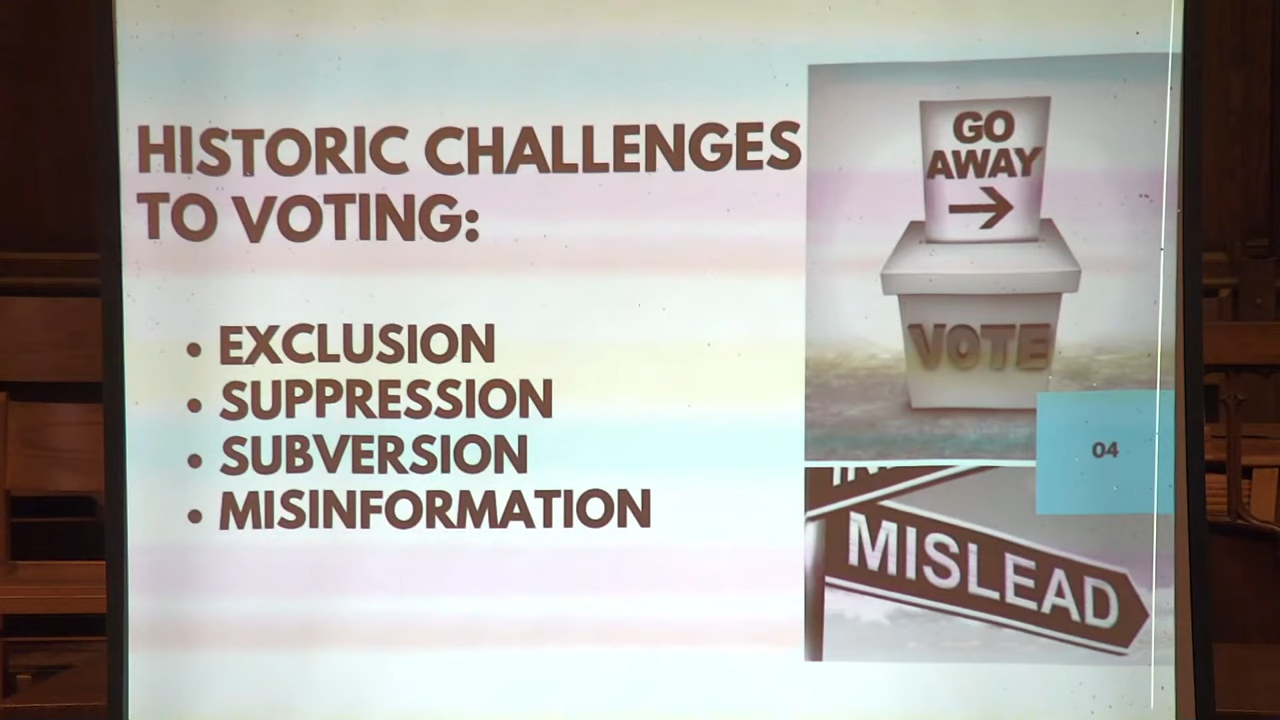 HISTORIC CHALLENGES
TO VOTING:
• EXCLUSION
• SUPPRESSION
• SUBVERSION
• MISINFORMATION
GO
AWAY
→
VOTE
04
MISLEAD